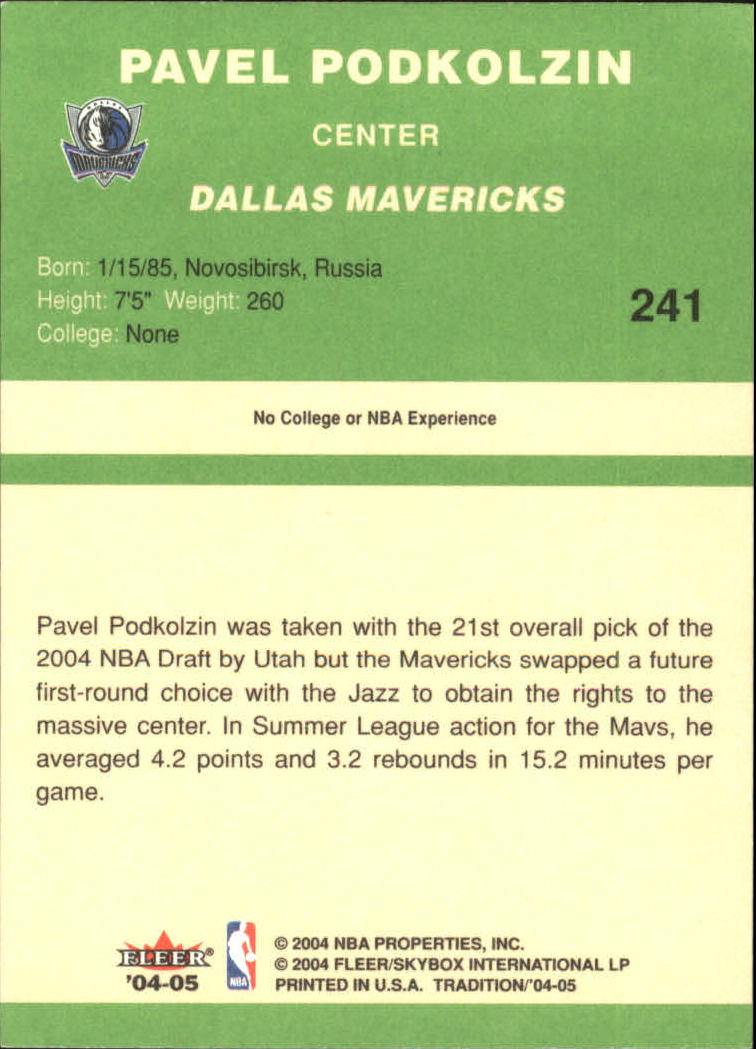 PAVEL PODKOLZIN
CENTER
MAVERICKS
DALLAS MAVERICKS
Born: 1/15/85, Novosibirsk, Russia
Height: 7'5" Weight: 260
241
College: None
No College or NBA Experience
Pavel Podkolzin was taken with the 21st overall pick of the
2004 NBA Draft by Utah but the Mavericks swapped a future
first-round choice with the Jazz to obtain the rights to the
massive center. In Summer League action for the Mavs, he
averaged 4.2 points and 3.2 rebounds in 15.2 minutes per
game.
FLEER®
'04-05
NBA
© 2004 NBA PROPERTIES, INC.
© 2004 FLEER/SKYBOX INTERNATIONAL LP
PRINTED IN U.S.A. TRADITION/'04-05